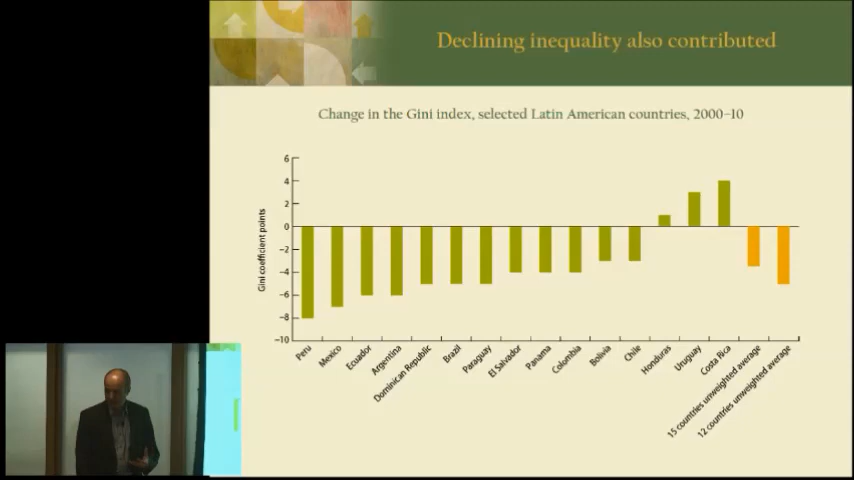 Declining inequality also contributed
Change in the Gini index, selected Latin American countries, 2000–10
Gini coefficient points
6
4
2
0
−2
−4
−6
−8
−10
Peru
Mexico
Ecuador
Argentina
Dominican Republic
Brazil
Paraguay
El Salvador
Panama
Colombia
Bolivia
Chile
Honduras
Uruguay
Costa Rica
15 countries unweighted average
12 countries unweighted average